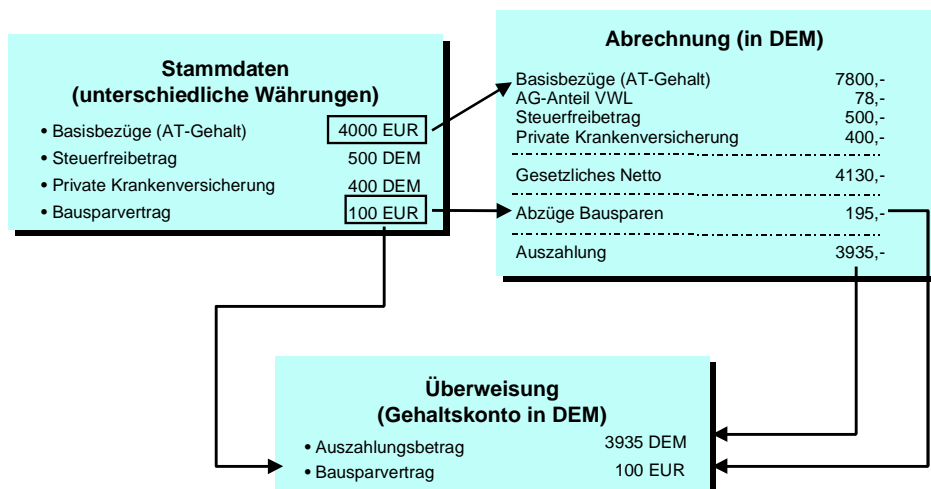 Stammdaten
(unterschiedliche Währungen)
• Basisbezüge (AT-Gehalt) 4000 EUR
• Steuerfreibetrag 500 DEM
• Private Krankenversicherung 400 DEM
• Bausparvertrag 100 EUR
Abrechnung (in DEM)
Basisbezüge (AT-Gehalt) 7800,-
AG-Anteil VWL 78,-
Steuerfreibetrag 500,-
Private Krankenversicherung 400,-
Gesetzliches Netto 4130,-
Abzüge Bausparen 195,-
Auszahlung 3935,-
Überweisung
(Gehaltskonto in DEM)
• Auszahlungsbetrag 3935 DEM
• Bausparvertrag 100 EUR